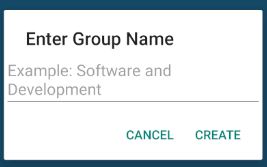 Enter Group Name
Example: Software and
Development
CANCEL CREATE